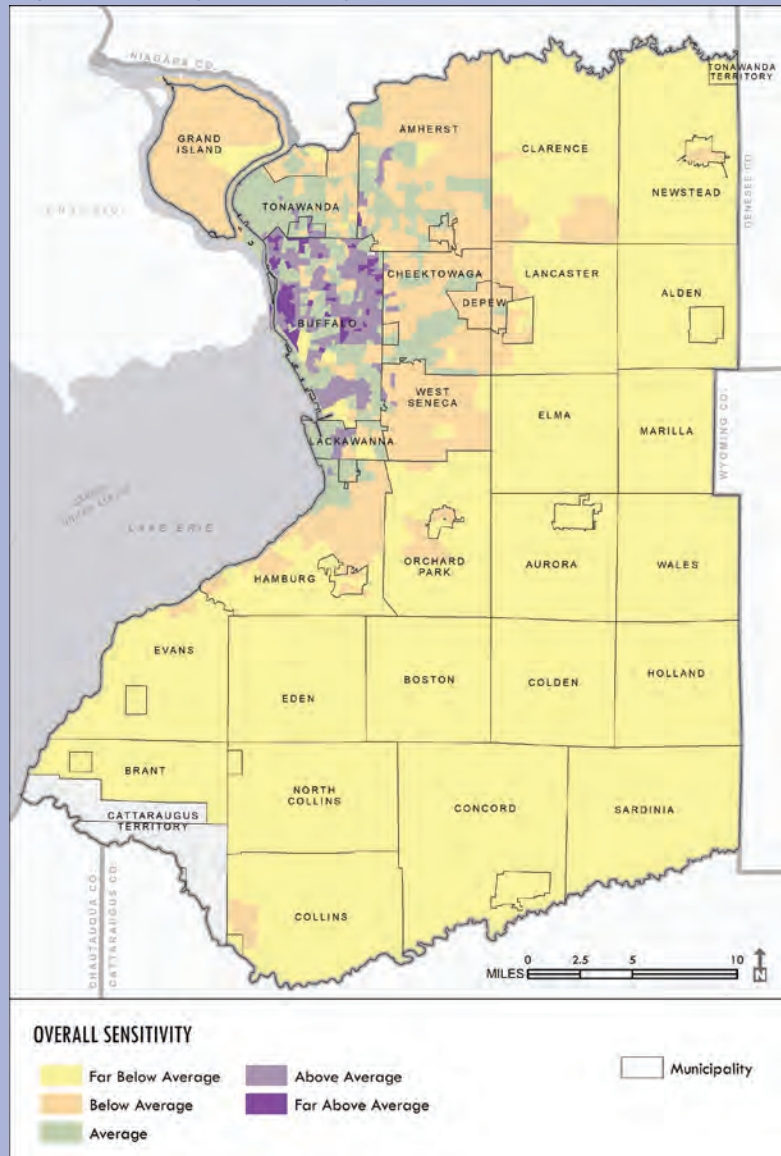 NIAGARA CO.
TONAWANDA
TERRITORY
GRAND
ISLAND
AMHERST
CLARENCE
NEWSTEAD
GENESEE CO.
TONAWANDA
CHEEKTOWAGA
LANCASTER
DEPEW
ALDEN
BUFFALO
WEST
SENECA
ELMA
MARILLA
WYOMING CO.
LACKAWANNA
LAKE ERIE
HAMBURG
ORCHARD
PARK
AURORA
WALES
EVANS
EDEN
BOSTON
COLDEN
HOLLAND
BRANT
NORTH
COLLINS
CONCORD
SARDINIA
CATTARAUGUS
TERRITORY
COLLINS
CHAUTAUQUA CO.
CATTARAUGUS CO.
0 2.5 5 10
MILES
N
OVERALL SENSITIVITY
Far Below Average
Above Average
Municipality
Below Average
Far Above Average
Average